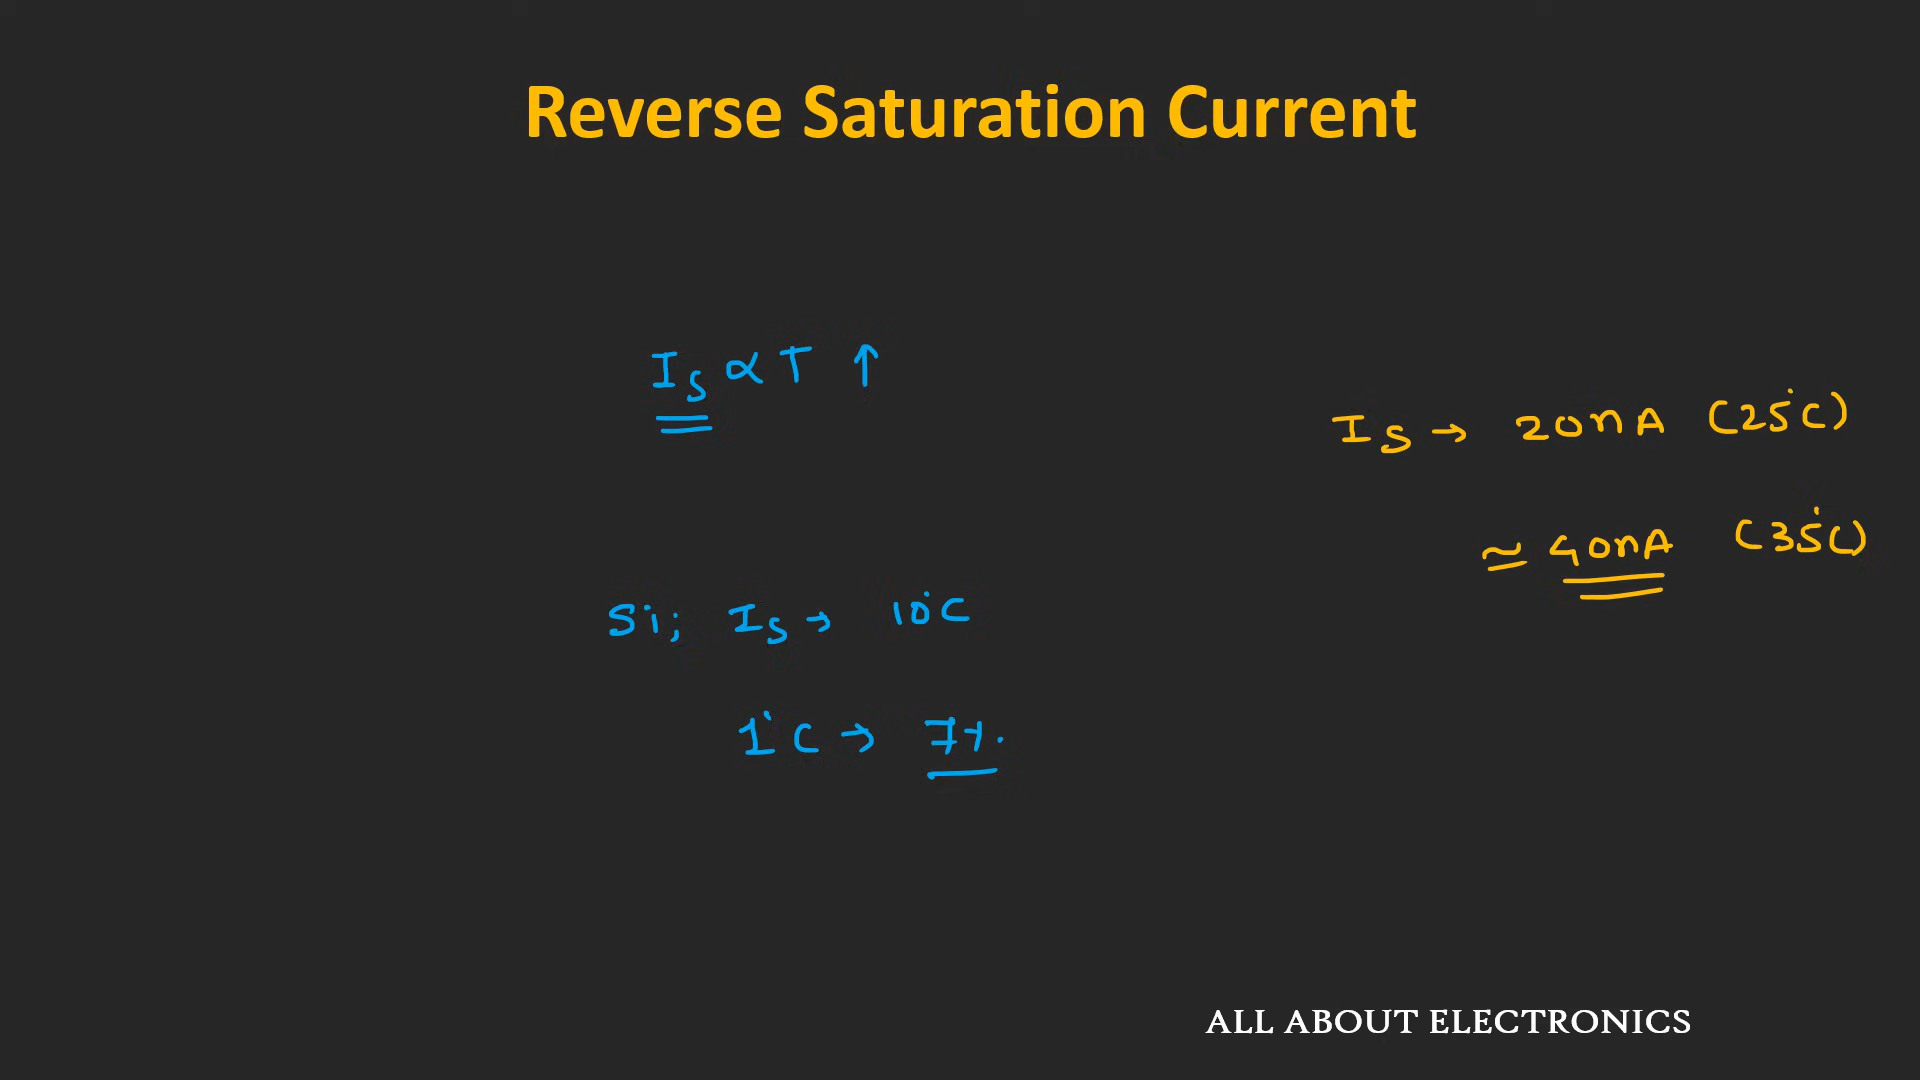 Reverse Saturation Current
Is ∝ T ↑
Is → 20nA (25°C)
≃ 40nA (35°C)
Si; Is → 10°C
1°C → 7%.
ALL ABOUT ELECTRONICS